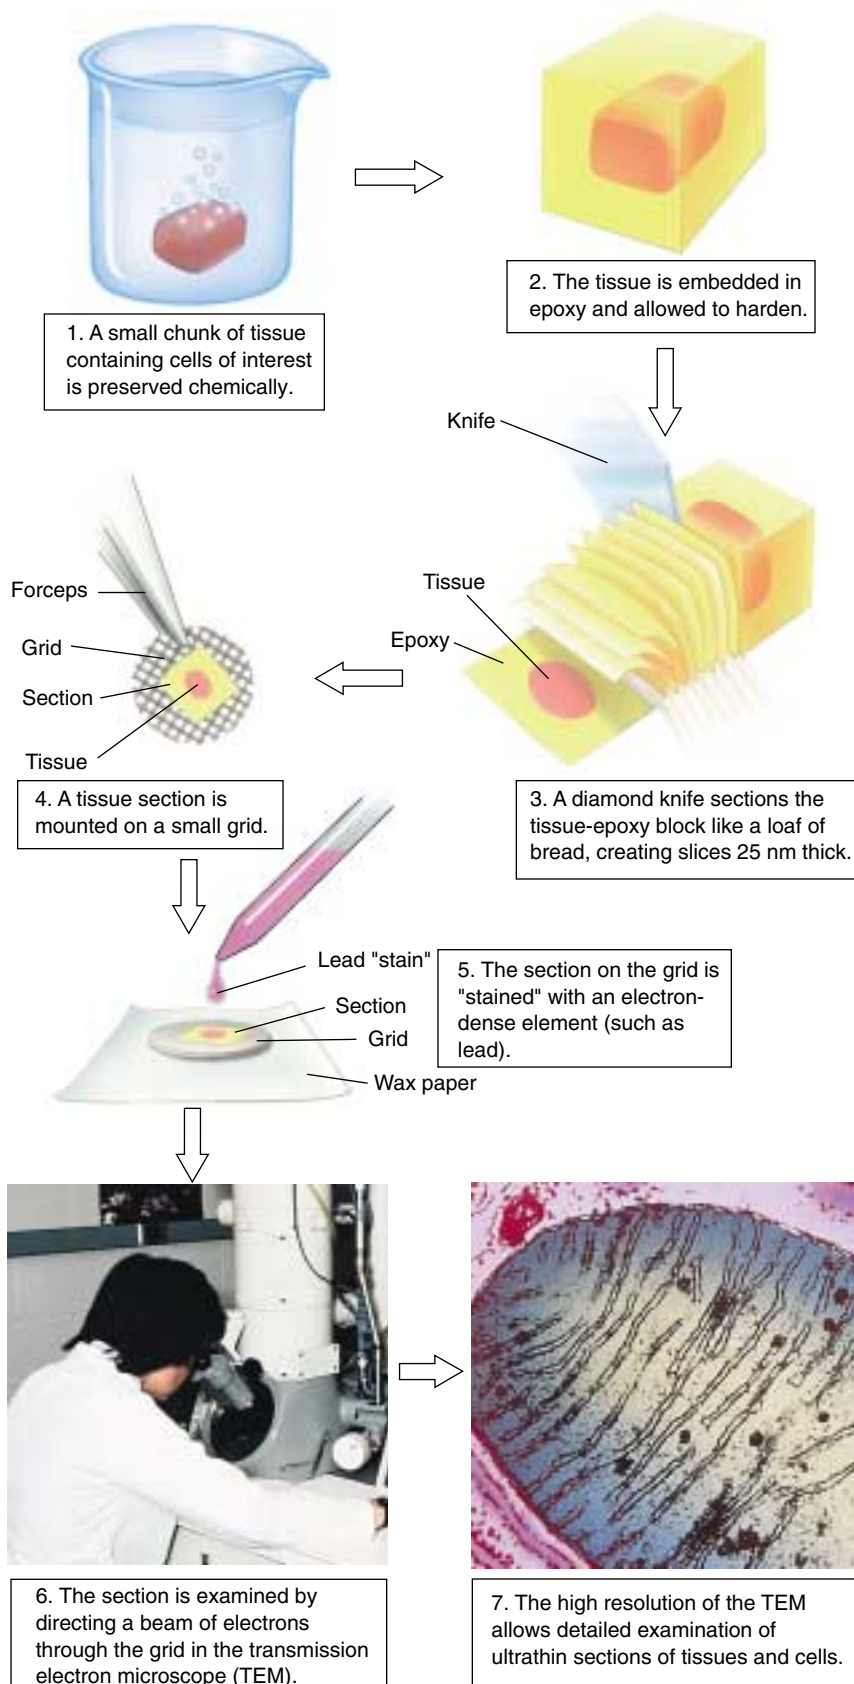 1. A small chunk of tissue
containing cells of interest
is preserved chemically.
2. The tissue is embedded in
epoxy and allowed to harden.
Knife
Tissue
Epoxy
3. A diamond knife sections the
tissue-epoxy block like a loaf of
bread, creating slices 25 nm thick.
Forceps
Grid
Section
Tissue
4. A tissue section is
mounted on a small grid.
Lead "stain"
Section
Grid
Wax paper
5. The section on the grid is
"stained" with an electron-
dense element (such as
lead).
6. The section is examined by
directing a beam of electrons
through the grid in the transmission
electron microscope (TEM).
7. The high resolution of the TEM
allows detailed examination of
ultrathin sections of tissues and cells.